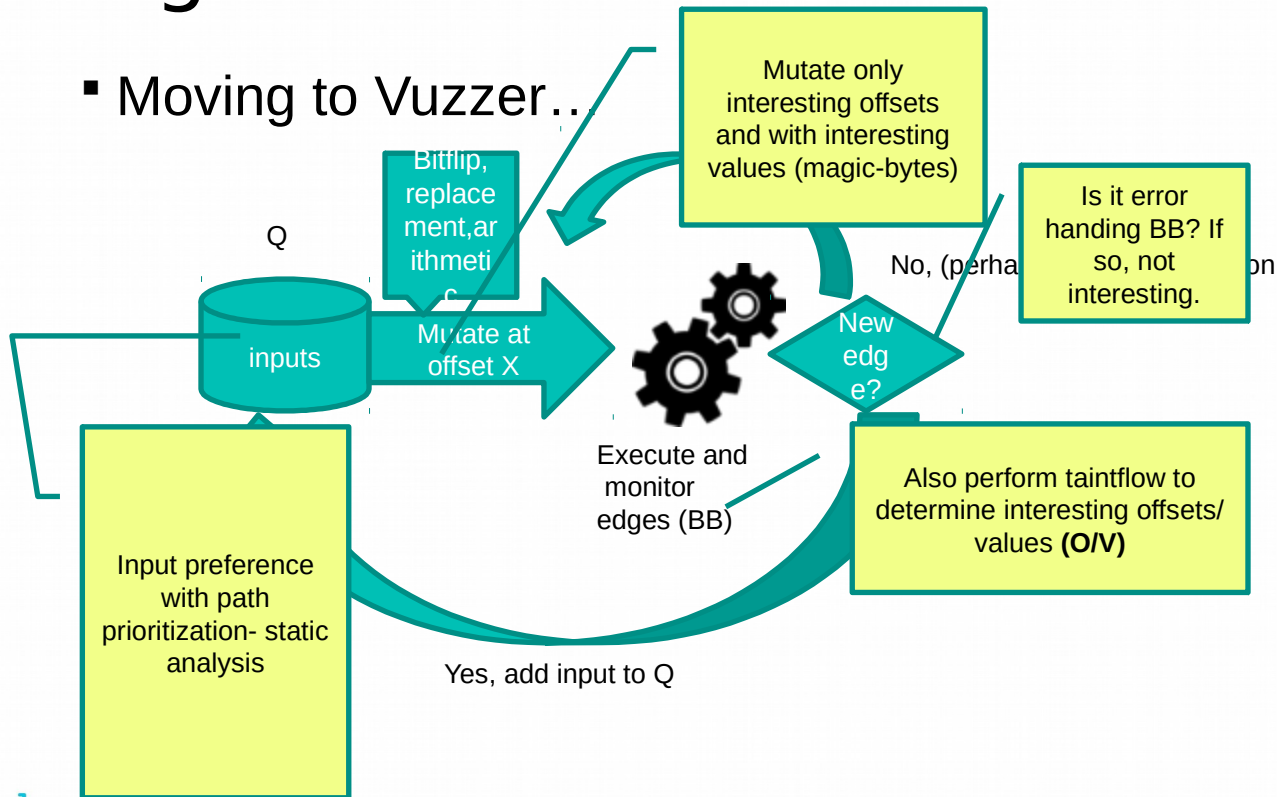 ▪ Moving to Vuzzer…
Mutate only
interesting offsets
and with interesting
values (magic-bytes)
Bitflip,
replace
ment,ar
ithmeti
c
Is it error
handing BB? If
so, not
interesting.
Q
No, (perha
on
inputs
Mutate at
offset X
New
edg
e?
Execute and
monitor
edges (BB)
Also perform taintflow to
determine interesting offsets/
values (O/V)
Input preference
with path
prioritization- static
analysis
Yes, add input to Q